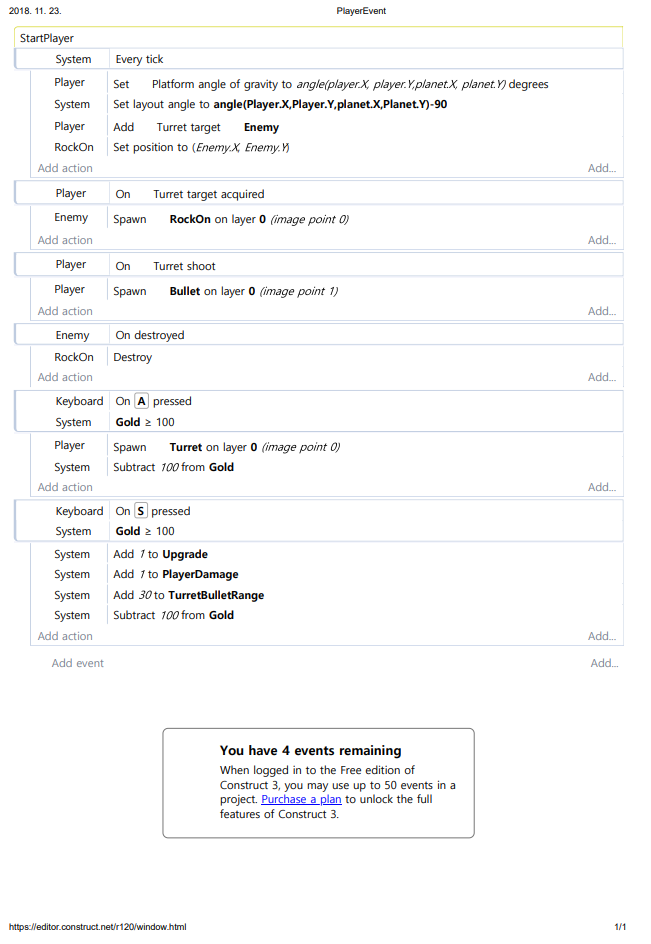 2018. 11. 23. PlayerEvent
StartPlayer
System Every tick
Player Set Platform angle of gravity to angle(player.X, player.Y,planet.X, planet.Y) degrees
System Set layout angle to angle(Player.X,Player.Y,planet.X,Planet.Y)-90
Player Add Turret target Enemy
RockOn Set position to (Enemy.X, Enemy.Y)
Add action Add...
Player On Turret target acquired
Enemy Spawn RockOn on layer 0 (image point 0)
Add action Add...
Player On Turret shoot
Player Spawn Bullet on layer 0 (image point 1)
Add action Add...
Enemy On destroyed
RockOn Destroy
Add action Add...
Keyboard On A pressed
System Gold ≥ 100
Player Spawn Turret on layer 0 (image point 0)
System Subtract 100 from Gold
Add action Add...
Keyboard On S pressed
System Gold ≥ 100
System Add 1 to Upgrade
System Add 1 to PlayerDamage
System Add 30 to TurretBulletRange
System Subtract 100 from Gold
Add action Add...
Add event Add...
You have 4 events remaining
When logged in to the Free edition of
Construct 3, you may use up to 50 events in a
project. Purchase a plan to unlock the full
features of Construct 3.
https://editor.construct.net/r120/window.html 1/1